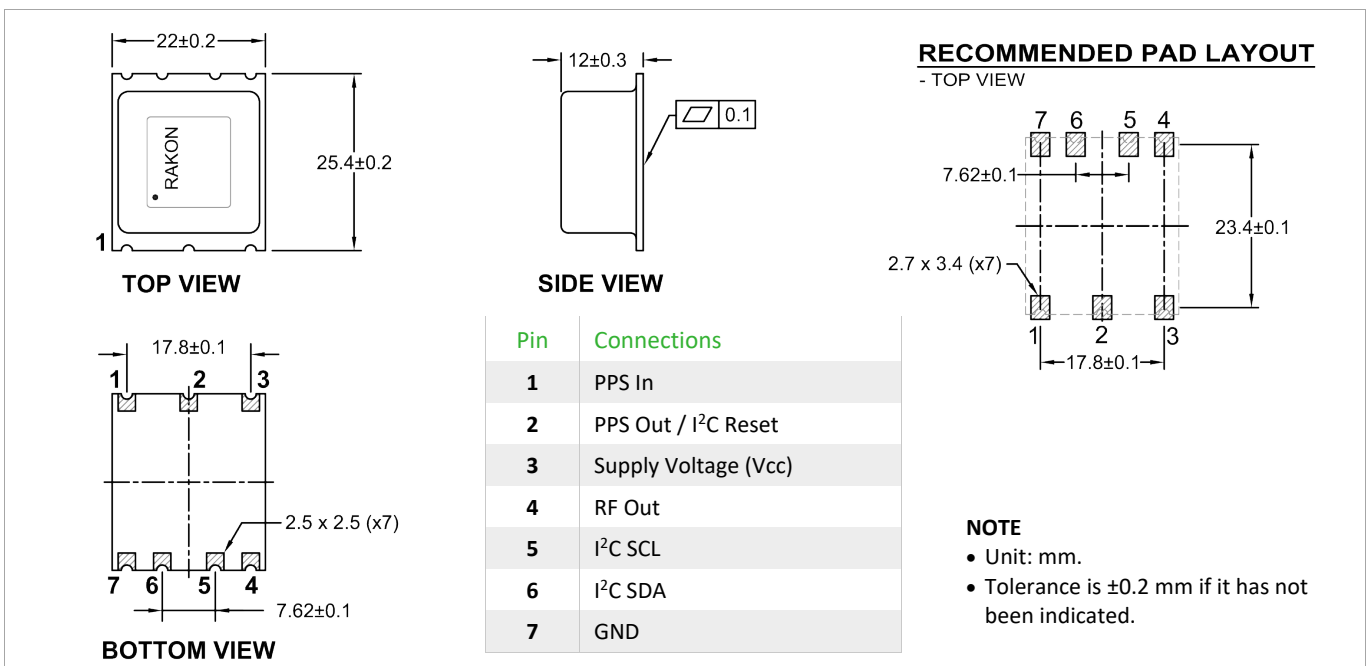 22±0.2
RAKON
25.4±0.2
1
TOP VIEW
12±0.3
0.1
SIDE VIEW
RECOMMENDED PAD LAYOUT
- TOP VIEW
7 6 5 4
7.62±0.1
23.4±0.1
2.7 x 3.4 (x7)
1 2 3
17.8±0.1
17.8±0.1
1 2 3
2.5 x 2.5 (x7)
7 6 5 4
7.62±0.1
BOTTOM VIEW
Pin Connections
1 PPS In
2 PPS Out / I²C Reset
3 Supply Voltage (Vcc)
4 RF Out
5 I²C SCL
6 I²C SDA
7 GND
NOTE
• Unit: mm.
• Tolerance is ±0.2 mm if it has not
been indicated.